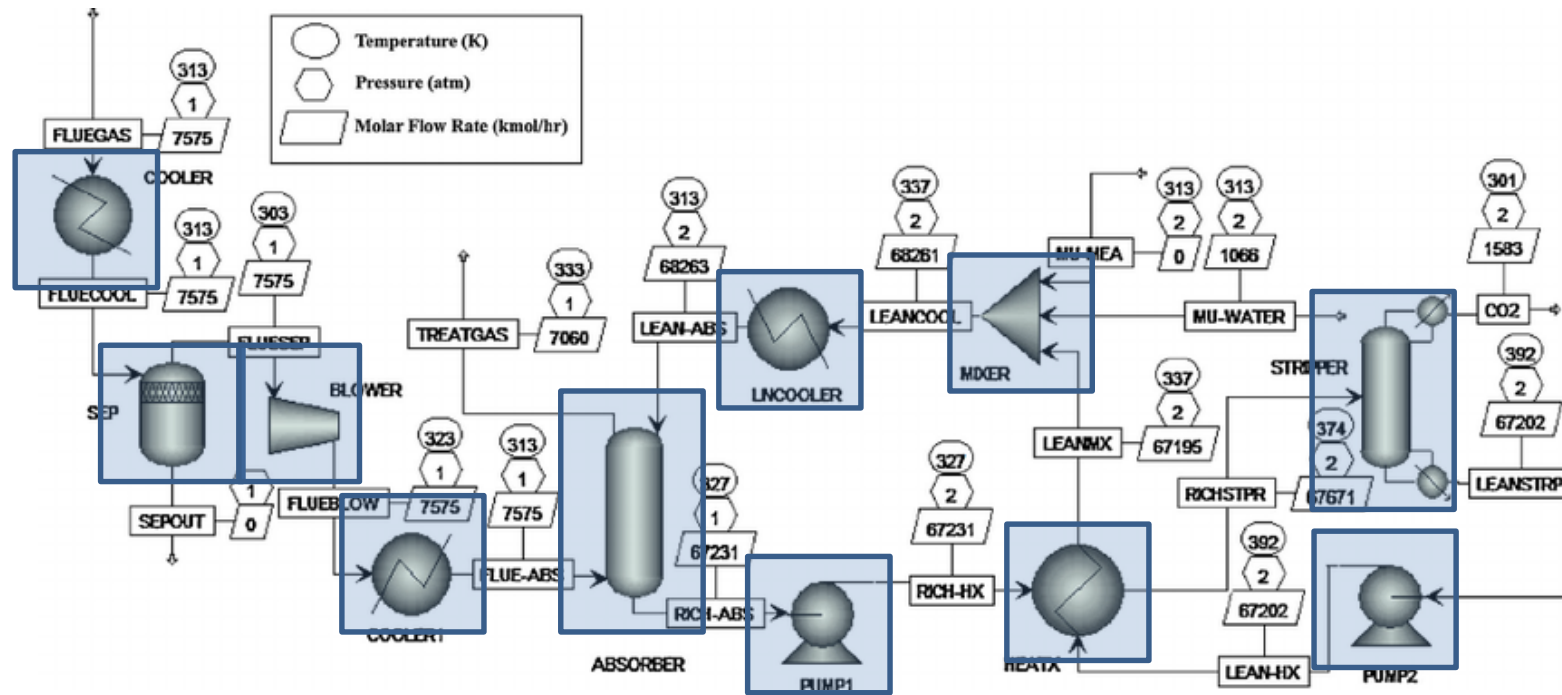 Temperature (K)
Pressure (atm)
Molar Flow Rate (kmol/hr)
313
1
FLUEGAS
7575
COOLER
313
1
FLUECOOL
7575
303
1
7575
FLUESEP
SEP
BLOWER
1
SEPOUT
0
FLUEBLOW
323
1
7575
COOLER1
313
1
7575
FLUE-ABS
TREATGAS
333
1
7060
ABSORBER
313
2
68263
LEAN-ABS
LNCOOLER
327
1
67231
RICH-ABS
PUMP1
337
2
68261
LEANCOOL
MIXER
MU-MEA
313
2
0
313
2
1066
MU-WATER
327
2
67231
RICH-HX
HEATX
337
2
LEANMX
67195
STRIPPER
301
2
1583
CO2
392
2
67202
LEANSTRP
374
2
RICHSTPR
67671
392
2
67202
LEAN-HX
PUMP2